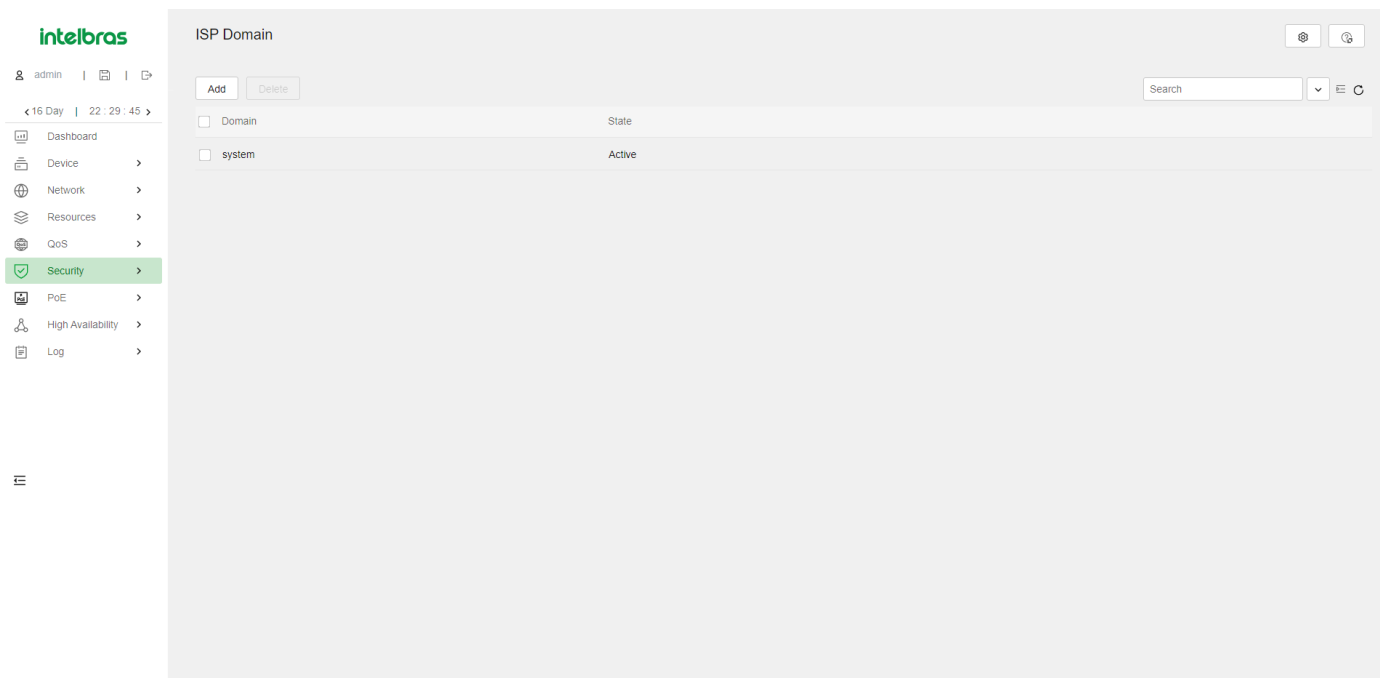 intelbras
admin | |
16 Day | 22 : 29 : 45
Dashboard
Device
Network
Resources
QoS
Security
PoE
High Availability
Log
ISP Domain
Add Delete Search
Domain State
system Active